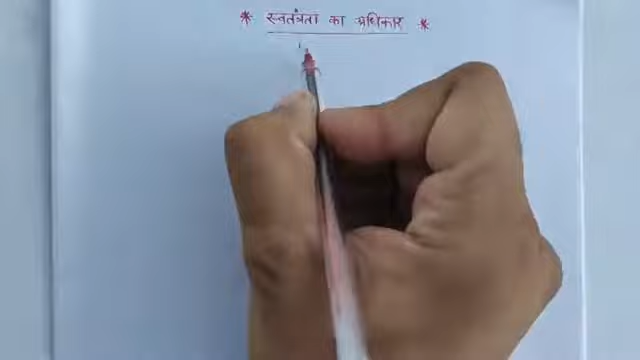 * स्वतंत्रता का अधिकार *